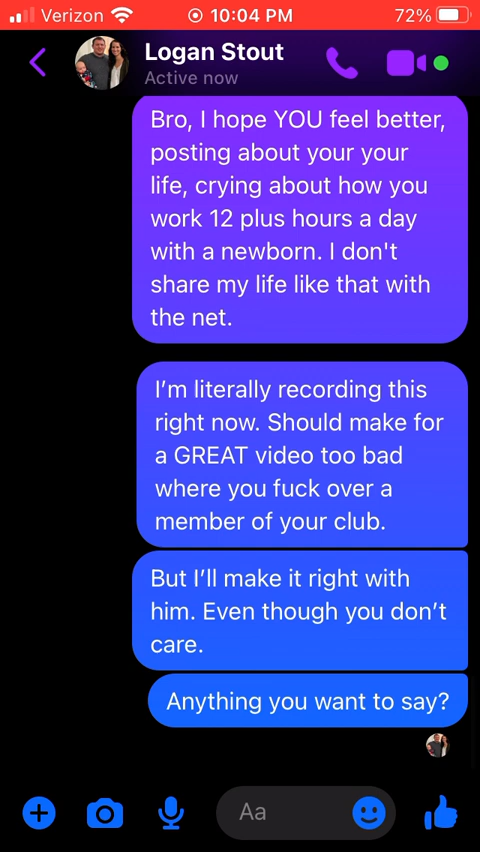 Verizon 10:04 PM 72%
Logan Stout
Active now
Bro, I hope YOU feel better,
posting about your your
life, crying about how you
work 12 plus hours a day
with a newborn. I don't
share my life like that with
the net.
I’m literally recording this
right now. Should make for
a GREAT video too bad
where you fuck over a
member of your club.
But I’ll make it right with
him. Even though you don’t
care.
Anything you want to say?
Aa